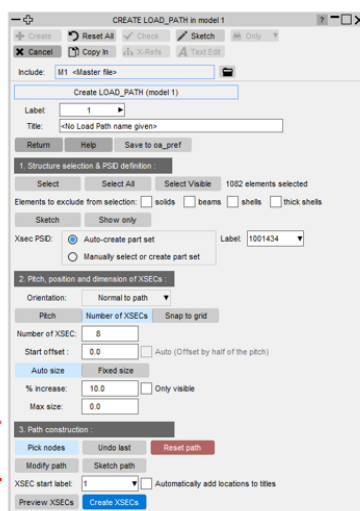 CREATE LOAD_PATH in model 1 ?
Create Reset All Check Sketch Only
Cancel Copy In X-Refs Text Edit
Include: M1 <Master file>
Create LOAD_PATH (model 1)
Label: 1
Title: <No Load Path name given>
Return Help Save to oa_pref
1. Structure selection & PSID definition :
Select Select All Select Visible 1082 elements selected
Elements to exclude from selection: solids beams shells thick shells
Sketch Show only
Xsec PSID: Auto-create part set Label: 1001434
Manually select or create part set
2. Pitch, position and dimension of XSECs :
Orientation: Normal to path
Pitch Number of XSECs Snap to grid
Number of XSEC: 8
Start offset : 0.0 Auto (Offset by half of the pitch)
Auto size Fixed size
% increase: 10.0 Only visible
Max size: 0.0
3. Path construction :
Pick nodes Undo last Reset path
Modify path Sketch path
XSEC start label: 1 Automatically add locations to titles
Preview XSECs Create XSECs